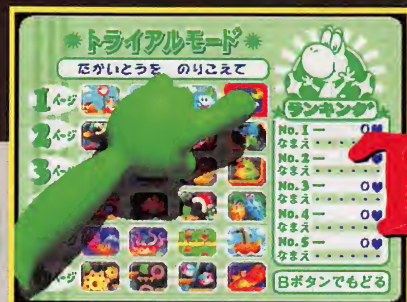 トライアルモード
たかいとうを のりこえて
1ページ
2ページ
3ページ
ページ
ランキング
No.1 ー 0♥
なまえ・・・・・
No.2 ー
なまえ・・・・
No.3 ー 0♥
なまえ・・・・・
No.4 ー 0♥
なまえ・・・・・
No.5 ー 0♥
なまえ・・・・・
Bボタンでもどる